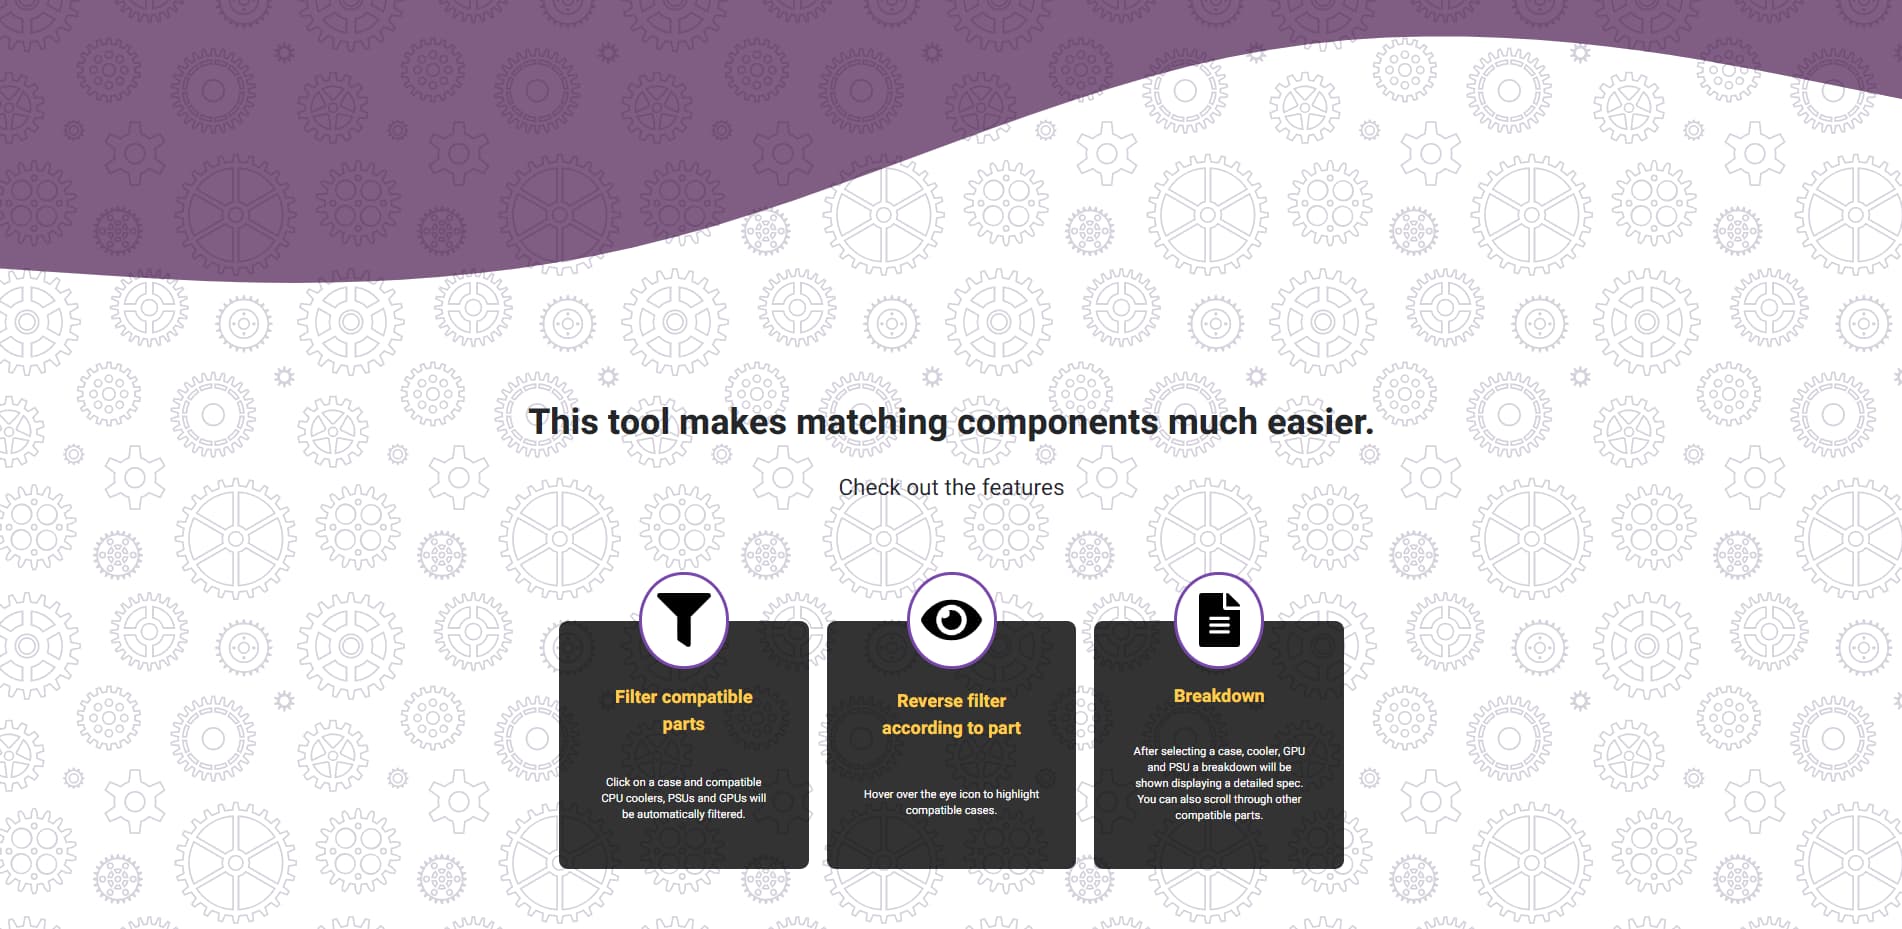 This tool makes matching components much easier.
Check out the features
Filter compatible
parts
Click on a case and compatible
CPU coolers, PSUs and GPUs will
be automatically filtered.
Reverse filter
according to part
Hover over the eye icon to highlight
compatible cases.
Breakdown
After selecting a case, cooler, GPU
and PSU a breakdown will be
shown displaying a detailed spec.
You can also scroll through other
compatible parts.